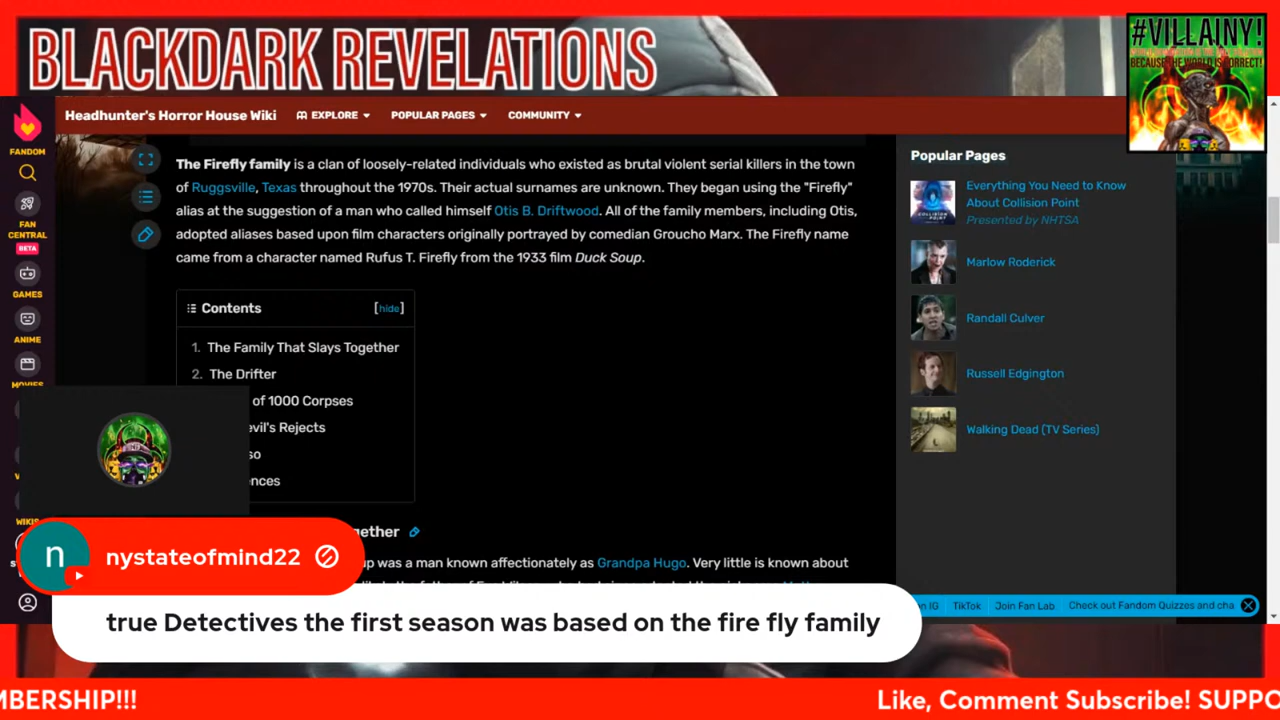 BLACKDARK REVELATIONS
#VILLAINY!
BECAUSE THE WORLD IS CORRECT!
Headhunter's Horror House Wiki
EXPLORE
POPULAR PAGES
COMMUNITY
FANDOM
FAN
CENTRAL
BETA
GAMES
ANIME
MOVIES
WIKIS
The Firefly family is a clan of loosely-related individuals who existed as brutal violent serial killers in the town
of Ruggsville, Texas throughout the 1970s. Their actual surnames are unknown. They began using the "Firefly"
alias at the suggestion of a man who called himself Otis B. Driftwood. All of the family members, including Otis,
adopted aliases based upon film characters originally portrayed by comedian Groucho Marx. The Firefly name
came from a character named Rufus T. Firefly from the 1933 film Duck Soup.
Contents [hide]
1. The Family That Slays Together
2. The Drifter
of 1000 Corpses
evil's Rejects
so
ences
gether
up was a man known affectionately as Grandpa Hugo. Very little is known about
Popular Pages
Everything You Need to Know
About Collision Point
Presented by NHTSA
Marlow Roderick
Randall Culver
Russell Edgington
Walking Dead (TV Series)
n IG TikTok Join Fan Lab Check out Fandom Quizzes and cha
n nystateofmind22
true Detectives the first season was based on the fire fly family
MBERSHIP!!! Like, Comment Subscribe! SUPPO